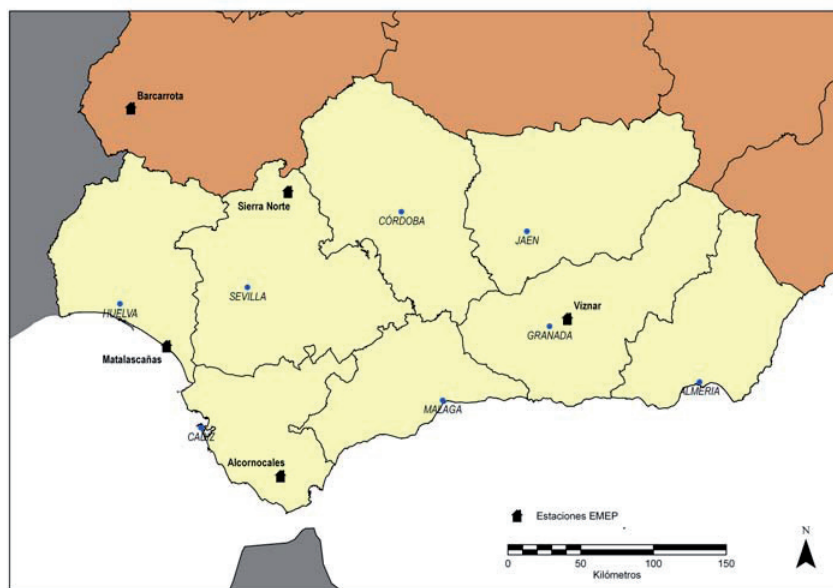 Barcarrota
Sierra Norte
CÓRDOBA
JAEN
SEVILLA
HUELVA
Víznar
GRANADA
Matalascañas
ALMERIA
MALAGA
CADIZ
Alcornocales
Estaciones EMEP
N
0 50 100 150
Kilómetros